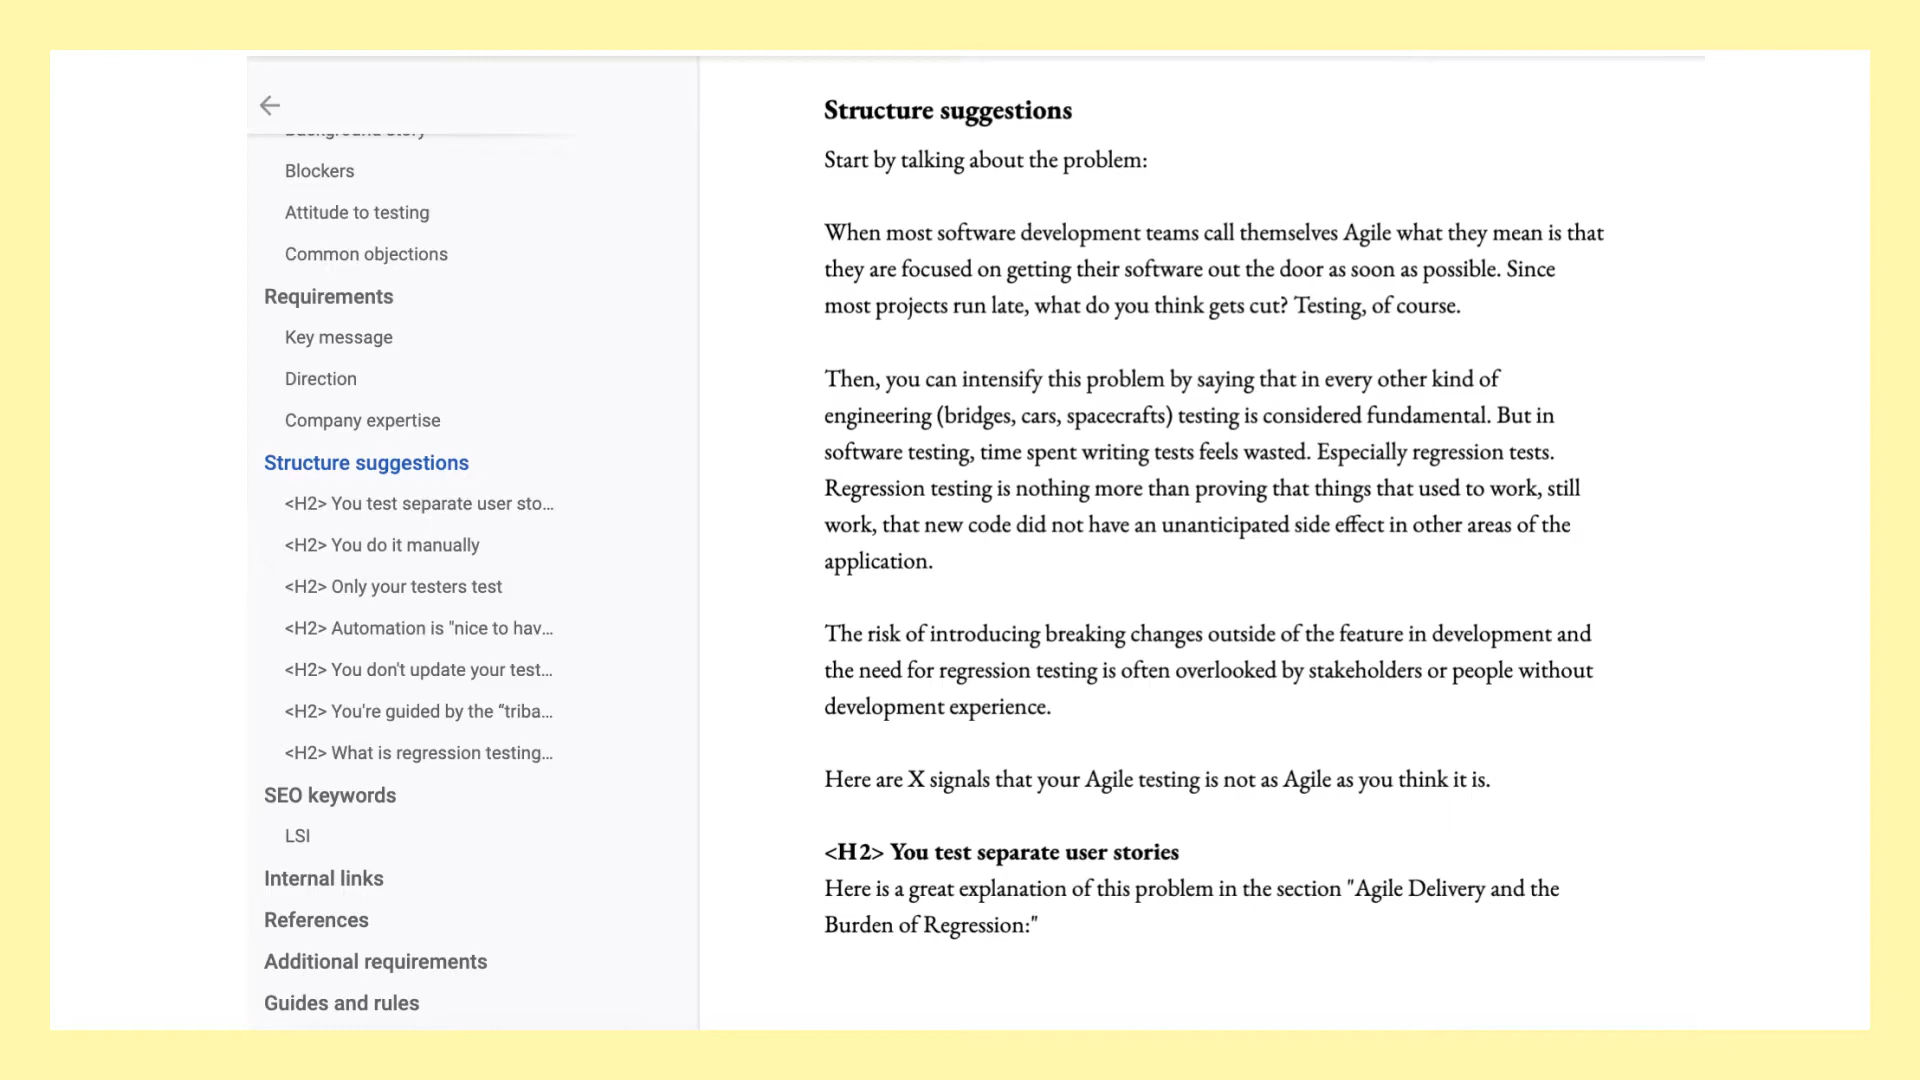 Background story
Blockers
Attitude to testing
Common objections
Requirements
Key message
Direction
Company expertise
Structure suggestions
<H2> You test separate user sto...
<H2> You do it manually
<H2> Only your testers test
<H2> Automation is "nice to hav...
<H2> You don't update your test...
<H2> You're guided by the “triba...
<H2> What is regression testing...
SEO keywords
LSI
Internal links
References
Additional requirements
Guides and rules
Structure suggestions
Start by talking about the problem:
When most software development teams call themselves Agile what they mean is that
they are focused on getting their software out the door as soon as possible. Since
most projects run late, what do you think gets cut? Testing, of course.
Then, you can intensify this problem by saying that in every other kind of
engineering (bridges, cars, spacecrafts) testing is considered fundamental. But in
software testing, time spent writing tests feels wasted. Especially regression tests.
Regression testing is nothing more than proving that things that used to work, still
work, that new code did not have an unanticipated side effect in other areas of the
application.
The risk of introducing breaking changes outside of the feature in development and
the need for regression testing is often overlooked by stakeholders or people without
development experience.
Here are X signals that your Agile testing is not as Agile as you think it is.
<H2> You test separate user stories
Here is a great explanation of this problem in the section "Agile Delivery and the
Burden of Regression:"